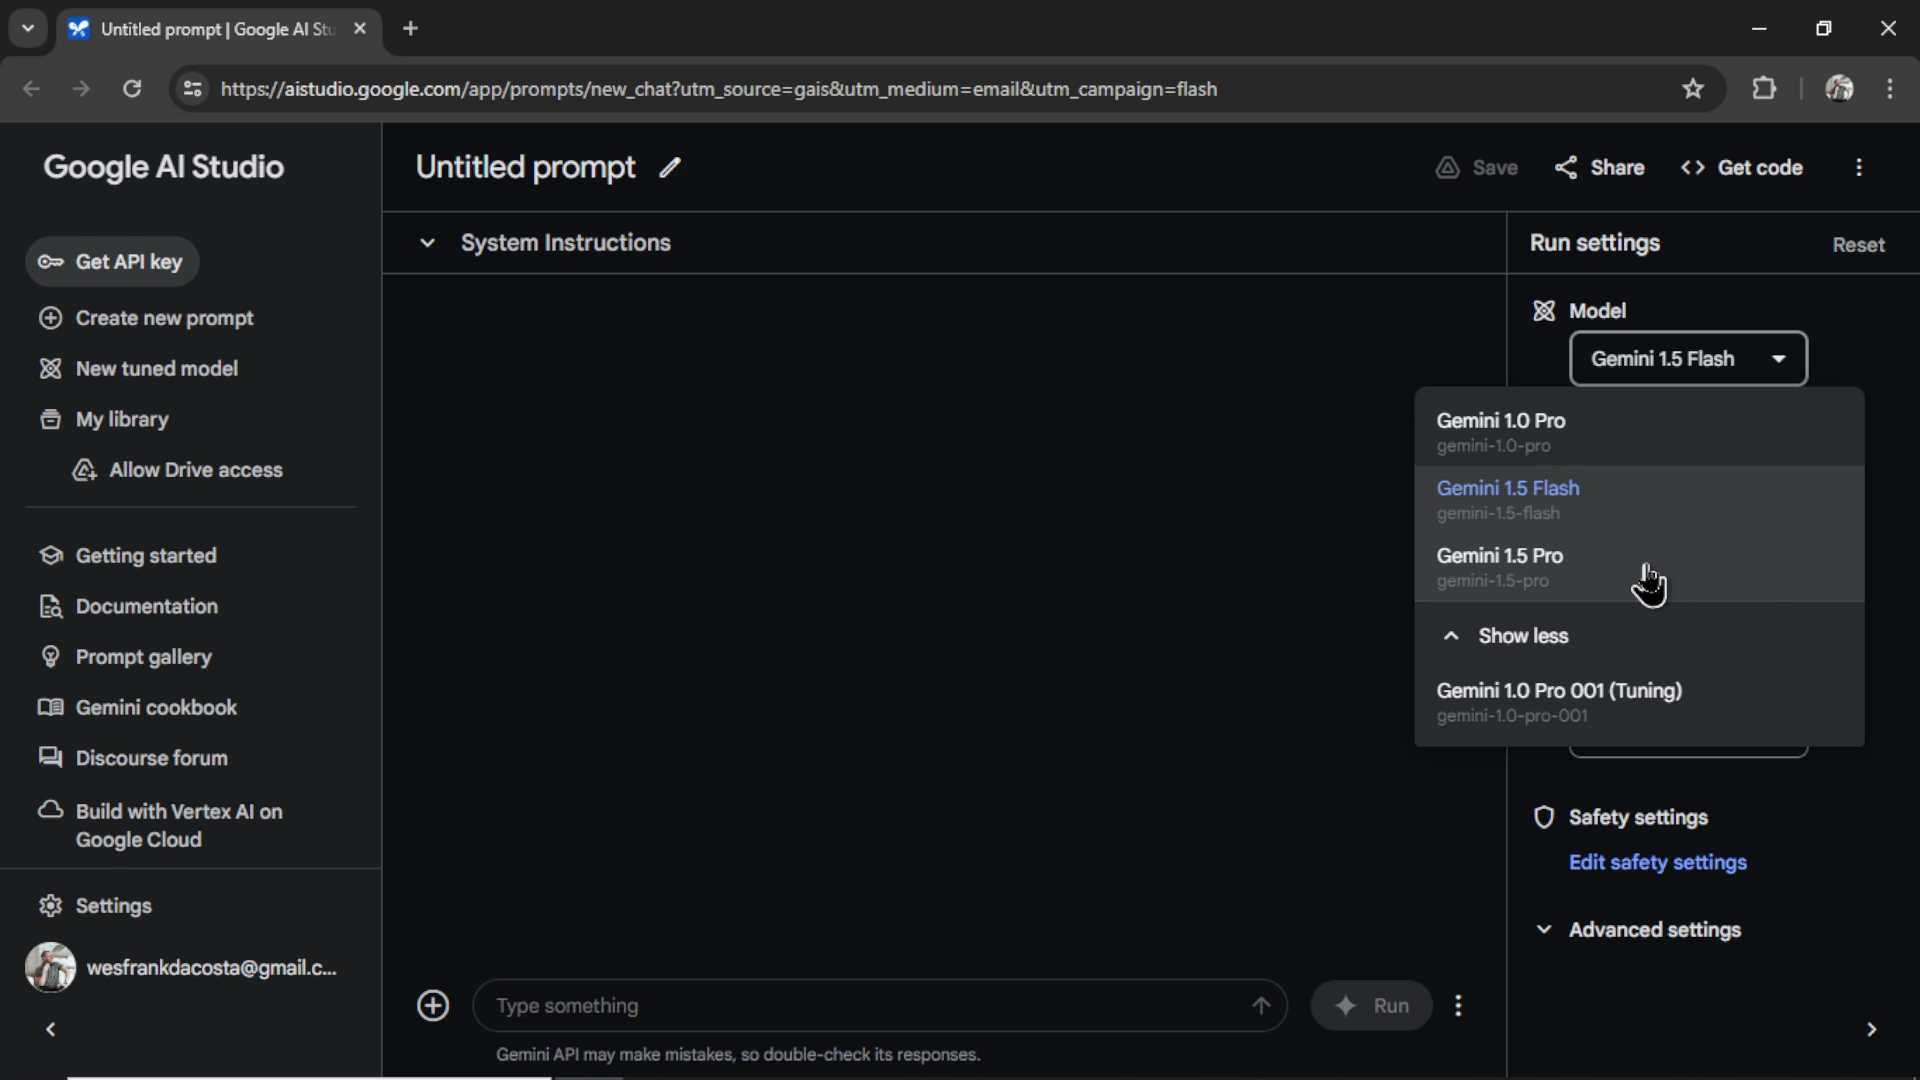 Untitled prompt | Google AI Stu
https://aistudio.google.com/app/prompts/new_chat?utm_source=gais&utm_medium=email&utm_campaign=flash
Google AI Studio
Get API key
Create new prompt
New tuned model
My library
Allow Drive access
Getting started
Documentation
Prompt gallery
Gemini cookbook
Discourse forum
Build with Vertex AI on
Google Cloud
Settings
wesfrankdacosta@gmail.c...
Untitled prompt
Save
Share
Get code
System Instructions
Type something
Run
Gemini API may make mistakes, so double-check its responses.
Run settings
Reset
Model
Gemini 1.5 Flash
Gemini 1.0 Pro
gemini-1.0-pro
Gemini 1.5 Flash
gemini-1.5-flash
Gemini 1.5 Pro
gemini-1.5-pro
Show less
Gemini 1.0 Pro 001 (Tuning)
gemini-1.0-pro-001
Safety settings
Edit safety settings
Advanced settings